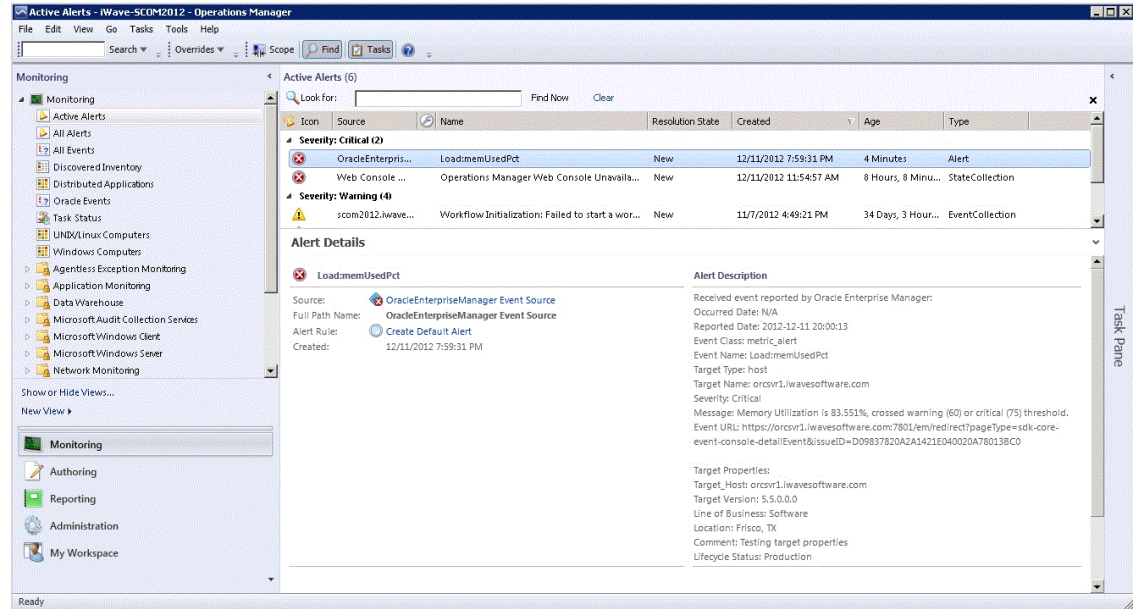 Active Alerts - iWave-SCOM2012 - Operations Manager
File Edit View Go Tasks Tools Help
Search Overrides Scope Find Tasks
Monitoring
Monitoring
Active Alerts
All Alerts
All Events
Discovered Inventory
Distributed Applications
Oracle Events
Task Status
UNIX/Linux Computers
Windows Computers
Agentless Exception Monitoring
Application Monitoring
Data Warehouse
Microsoft Audit Collection Services
Microsoft Windows Client
Microsoft Windows Server
Network Monitoring
Show or Hide Views...
New View
Monitoring
Authoring
Reporting
Administration
My Workspace
Active Alerts (6)
Look for: Find Now Clear
Icon Source Name Resolution State Created Age Type
Severity: Critical (2)
OracleEnterpris... Load:memUsedPct New 12/11/2012 7:59:31 PM 4 Minutes Alert
Web Console ... Operations Manager Web Console Unavaila... New 12/11/2012 11:54:57 AM 8 Hours, 8 Minu... StateCollection
Severity: Warning (4)
scom2012.iwave... Workflow Initialization: Failed to start a wor... New 11/7/2012 4:49:21 PM 34 Days, 3 Hour... EventCollection
Alert Details
Load:memUsedPct
Source: OracleEnterpriseManager Event Source
Full Path Name: OracleEnterpriseManager Event Source
Alert Rule: Create Default Alert
Created: 12/11/2012 7:59:31 PM
Alert Description
Received event reported by Oracle Enterprise Manager:
Occurred Date: N/A
Reported Date: 2012-12-11 20:00:13
Event Class: metric_alert
Event Name: Load:memUsedPct
Target Type: host
Target Name: orcsvr1.iwavesoftware.com
Severity: Critical
Message: Memory Utilization is 83.551%, crossed warning (60) or critical (75) threshold.
Event URL: https://orcsvr1.iwavesoftware.com:7801/em/redirect?pageType=sdk-core-
event-console-detailEvent&issueID=D09837820A2A1421E040020A78013BC0
Target Properties:
Target_Host: orcsvr1.iwavesoftware.com
Target Version: 5.5.0.0.0
Line of Business: Software
Location: Frisco, TX
Comment: Testing target properties
Lifecycle Status: Production
Task Pane
Ready